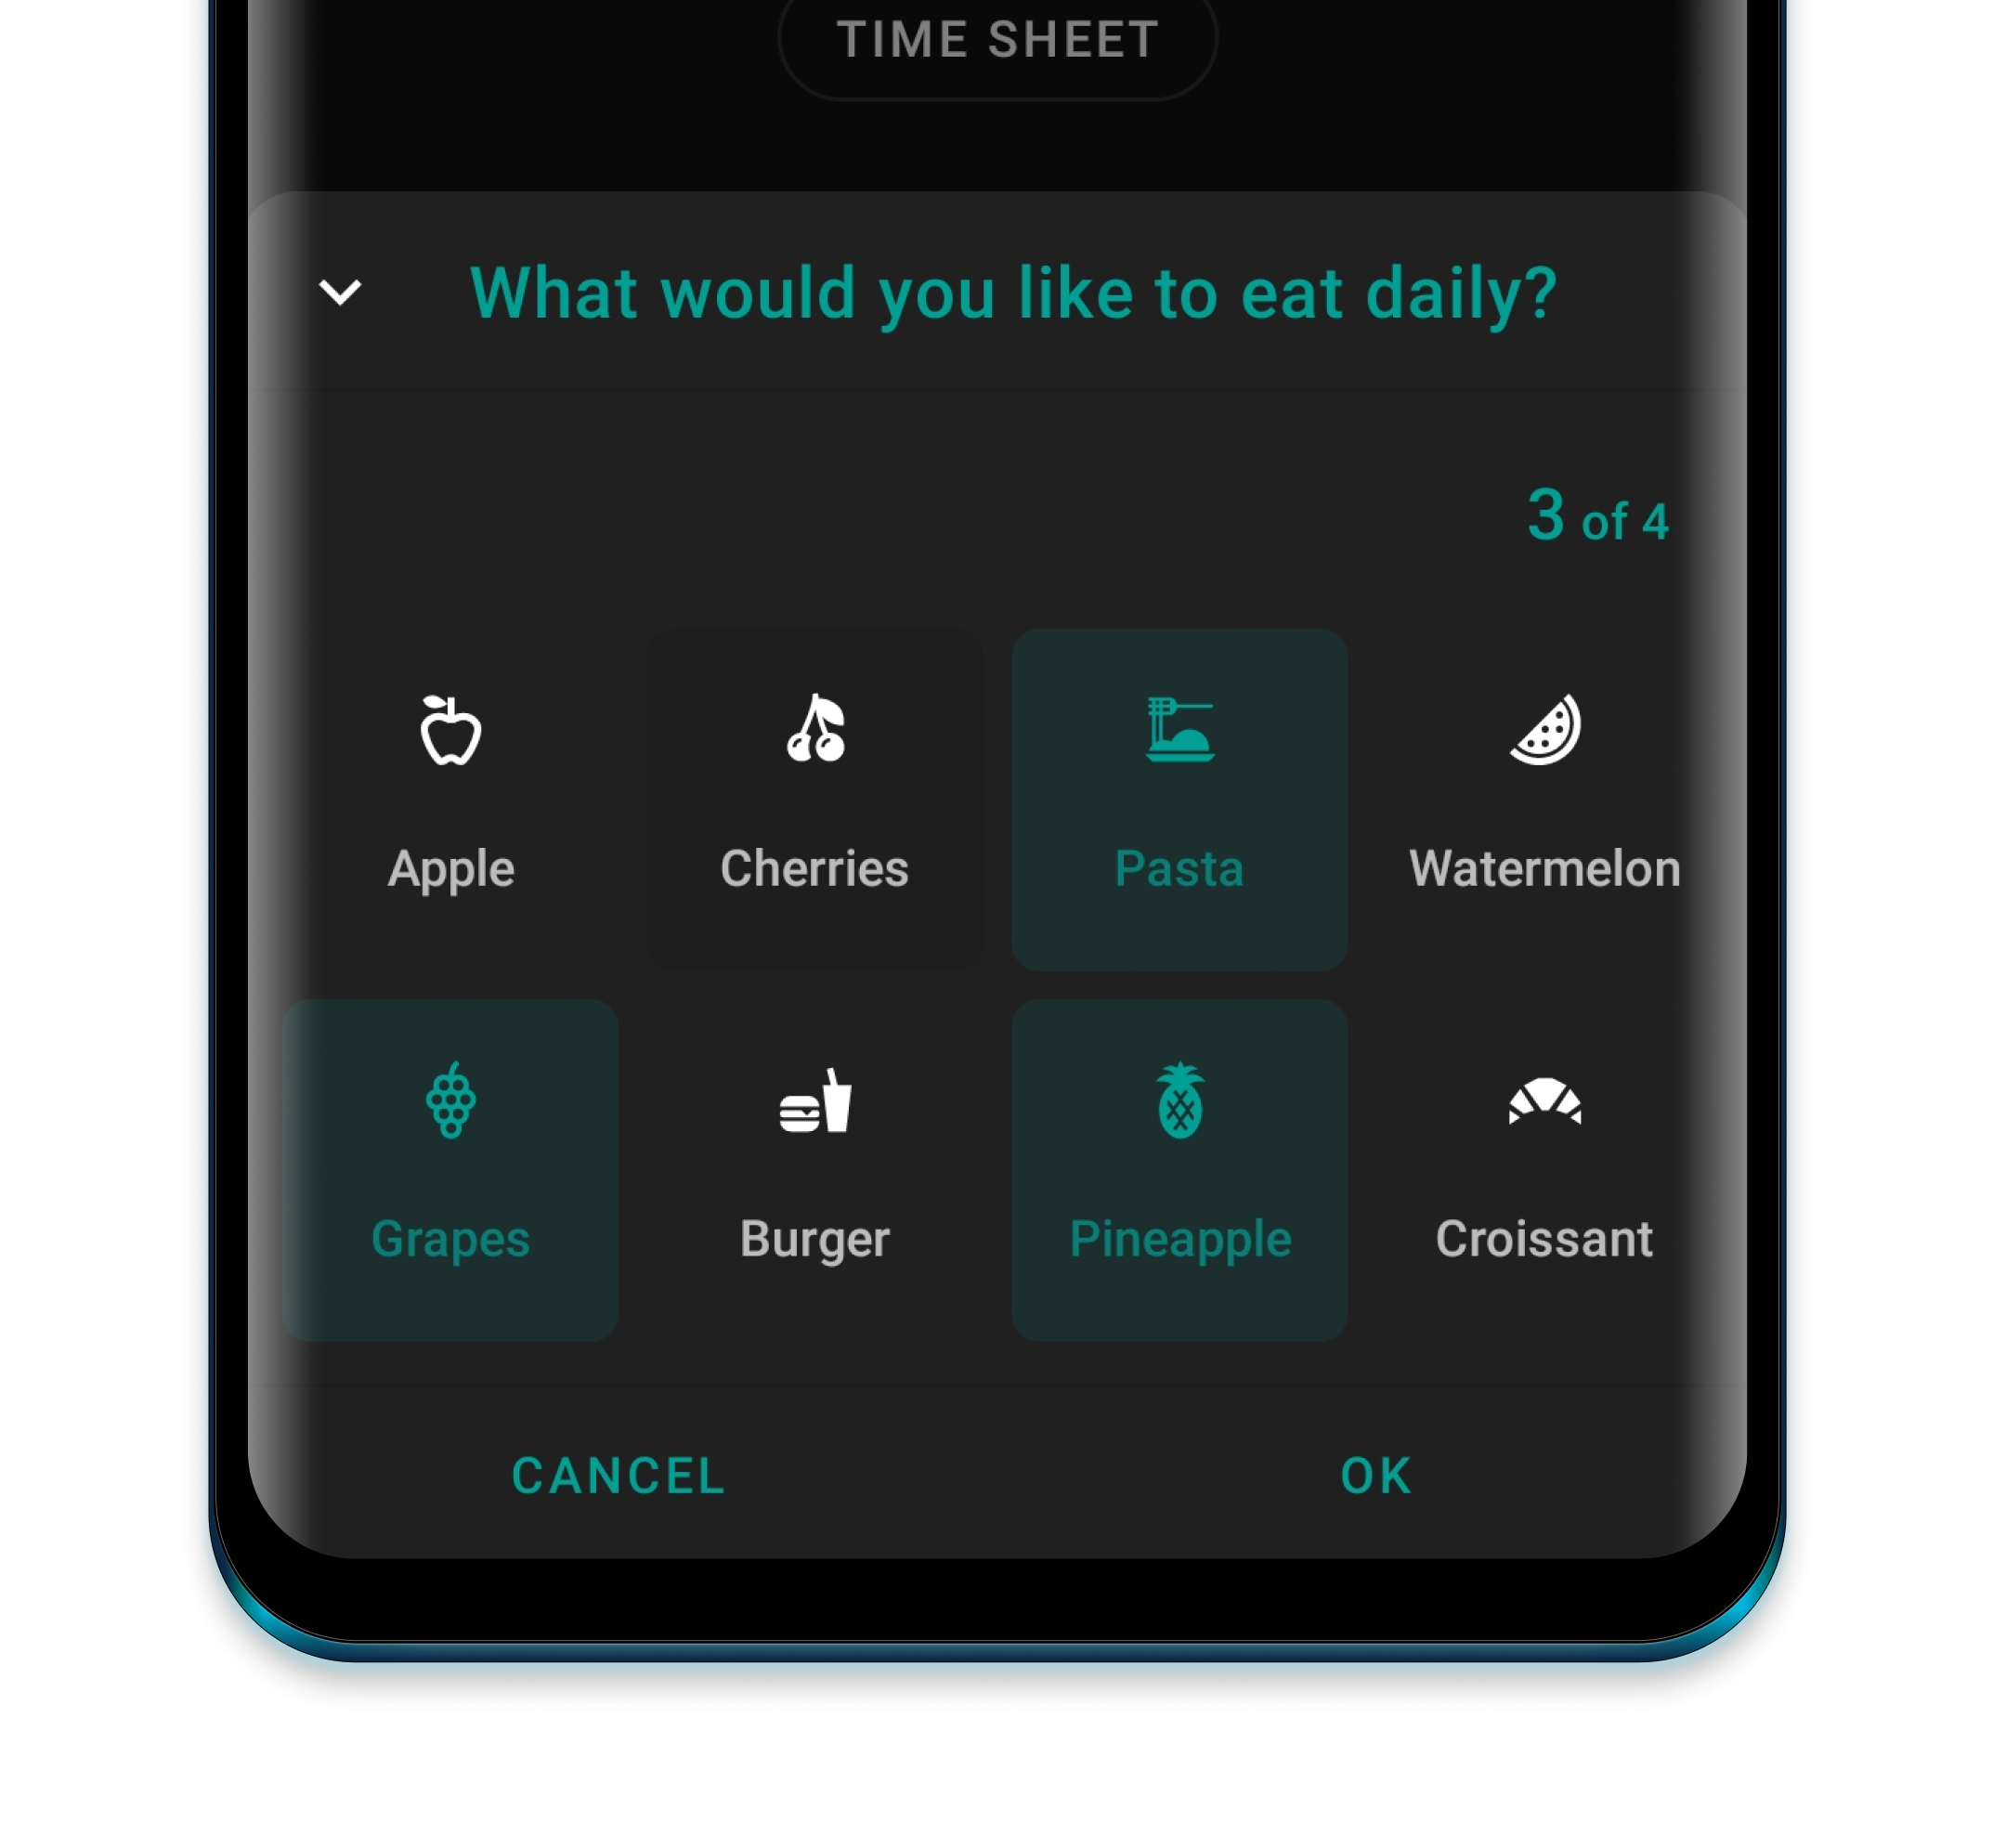 TIME SHEET
What would you like to eat daily?
3 of 4
Apple
Cherries
Pasta
Watermelon
Grapes
Burger
Pineapple
Croissant
CANCEL
OK